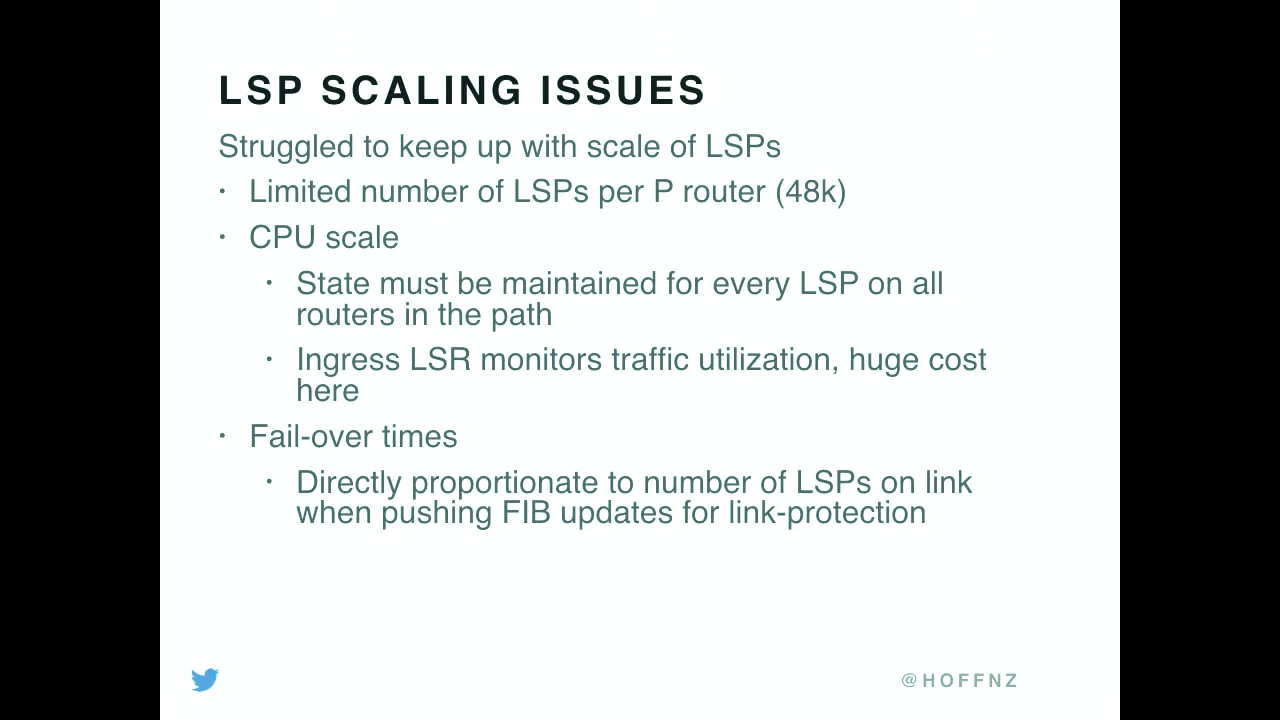 LSP SCALING ISSUES
Struggled to keep up with scale of LSPs
• Limited number of LSPs per P router (48k)
• CPU scale
• State must be maintained for every LSP on all
routers in the path
• Ingress LSR monitors traffic utilization, huge cost
here
• Fail-over times
• Directly proportionate to number of LSPs on link
when pushing FIB updates for link-protection
@HOFFNZ